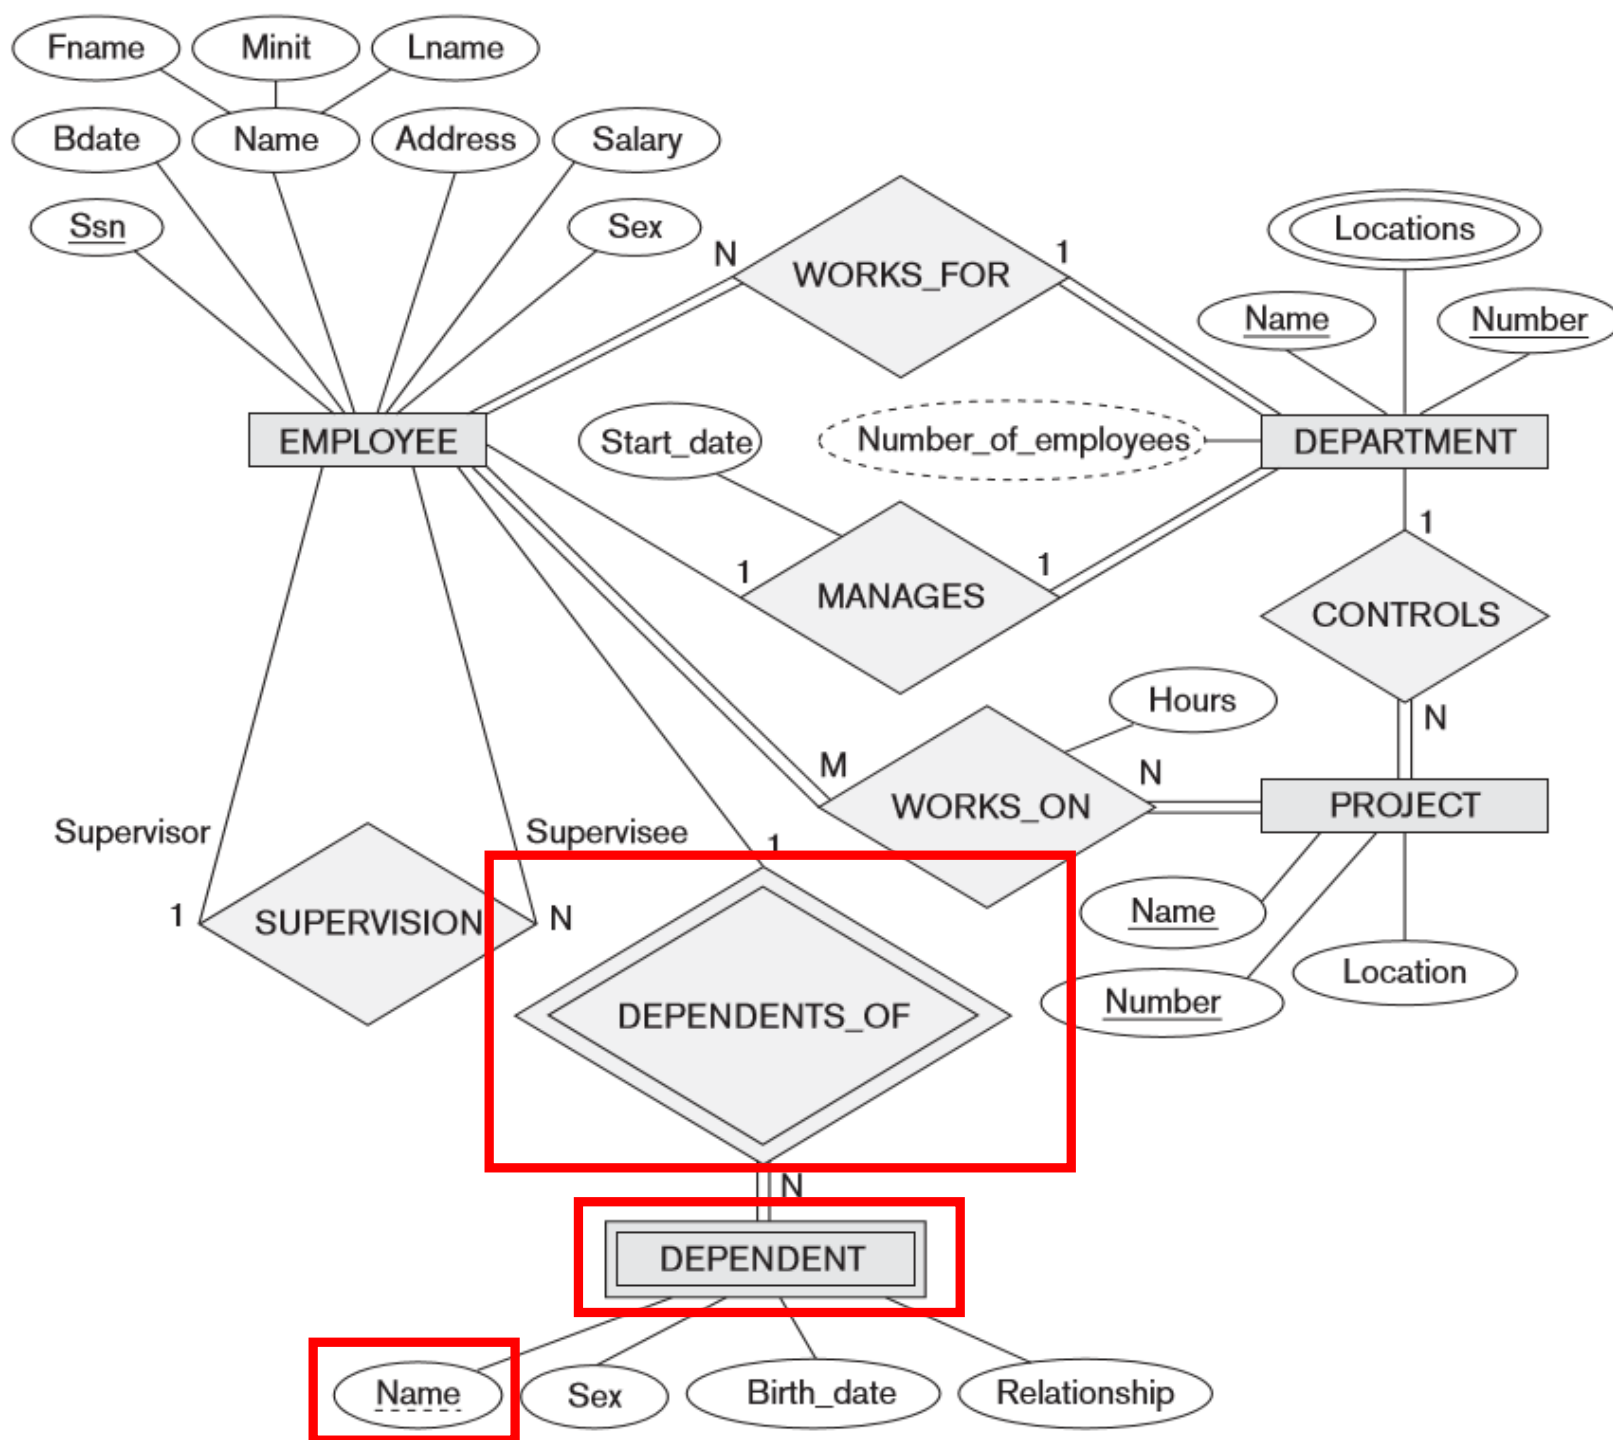 Fname Minit Lname
Bdate Name Address Salary
Ssn Sex
N WORKS_FOR 1
Locations
Name Number
EMPLOYEE
Start_date
Number_of_employees
DEPARTMENT
1 MANAGES 1
1
CONTROLS
N
Hours
M WORKS_ON N
PROJECT
Supervisor Supervisee
1 SUPERVISION N
1
Name
Number
Location
DEPENDENTS_OF
N
DEPENDENT
Name Sex Birth_date Relationship